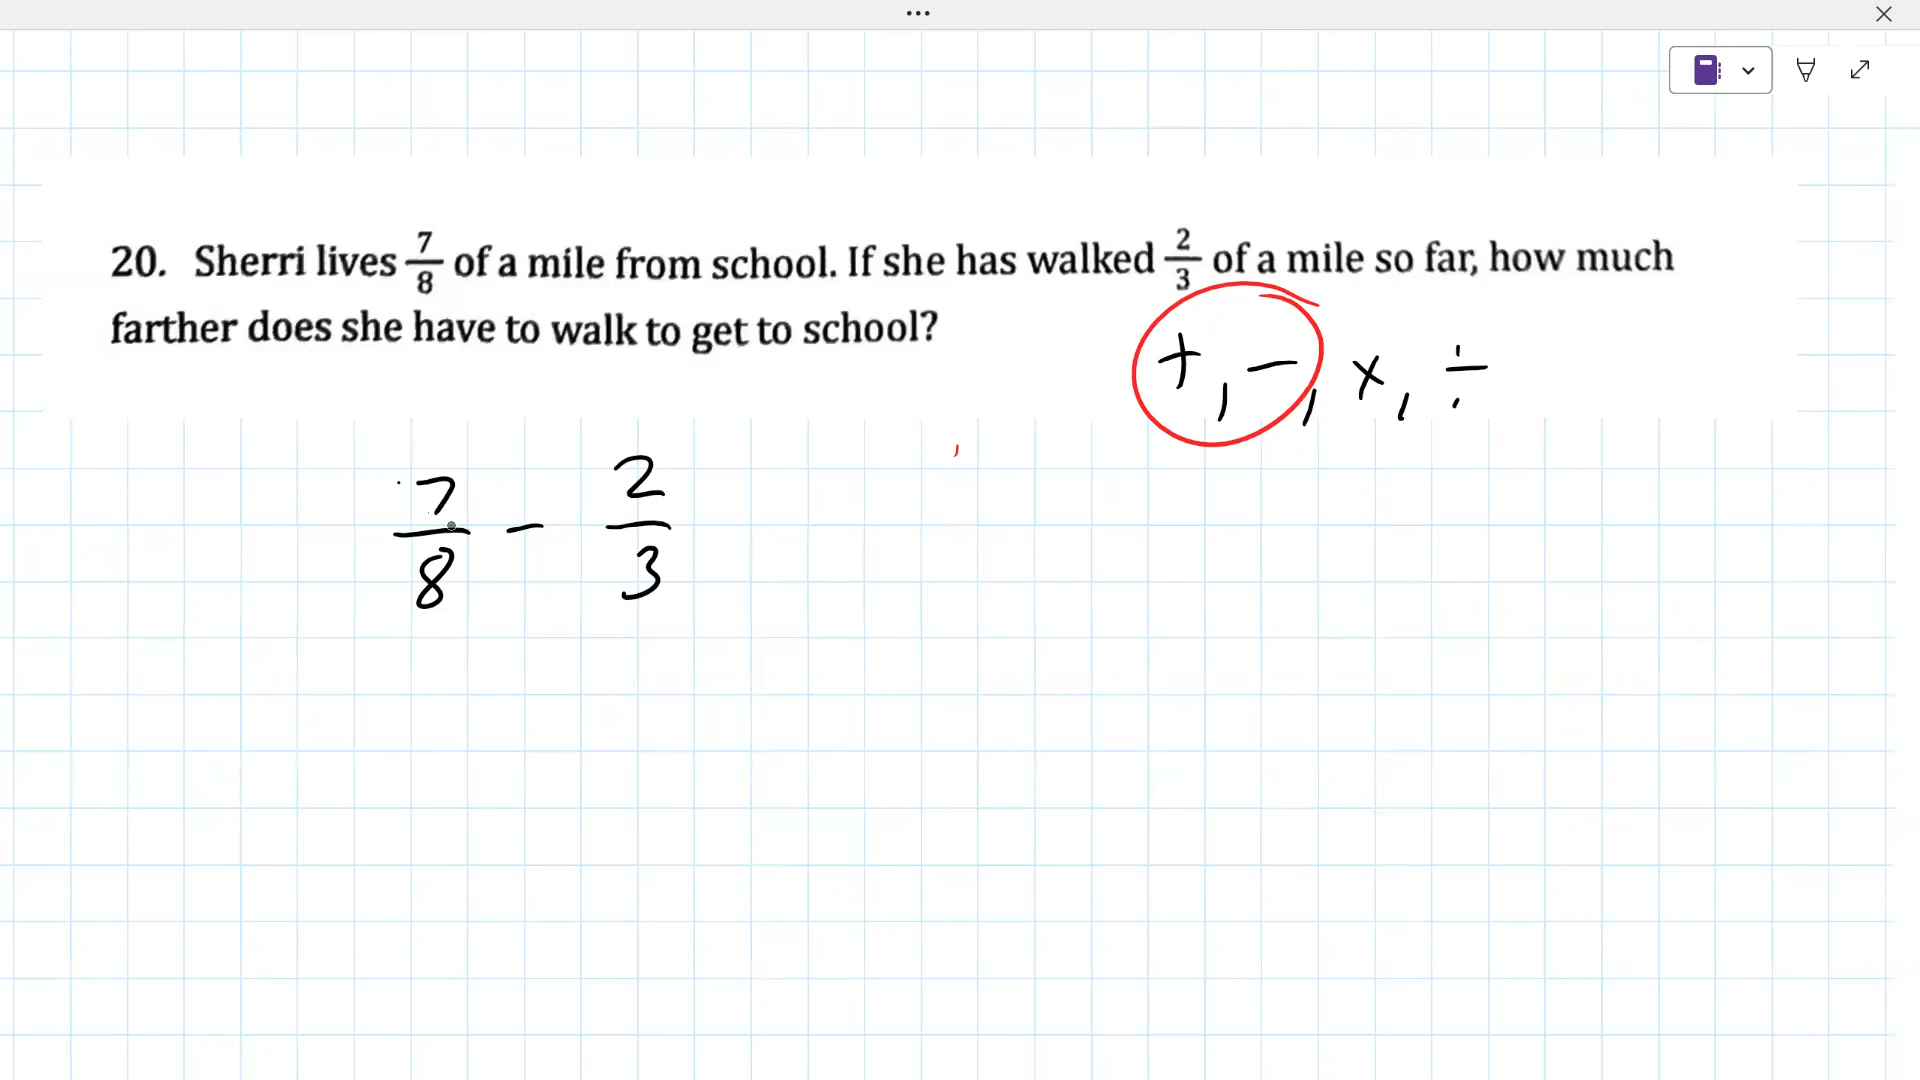 20. Sherri lives 7/8 of a mile from school. If she has walked 2/3 of a mile so far, how much
farther does she have to walk to get to school?
+, −, ×, ÷
7/8 − 2/3